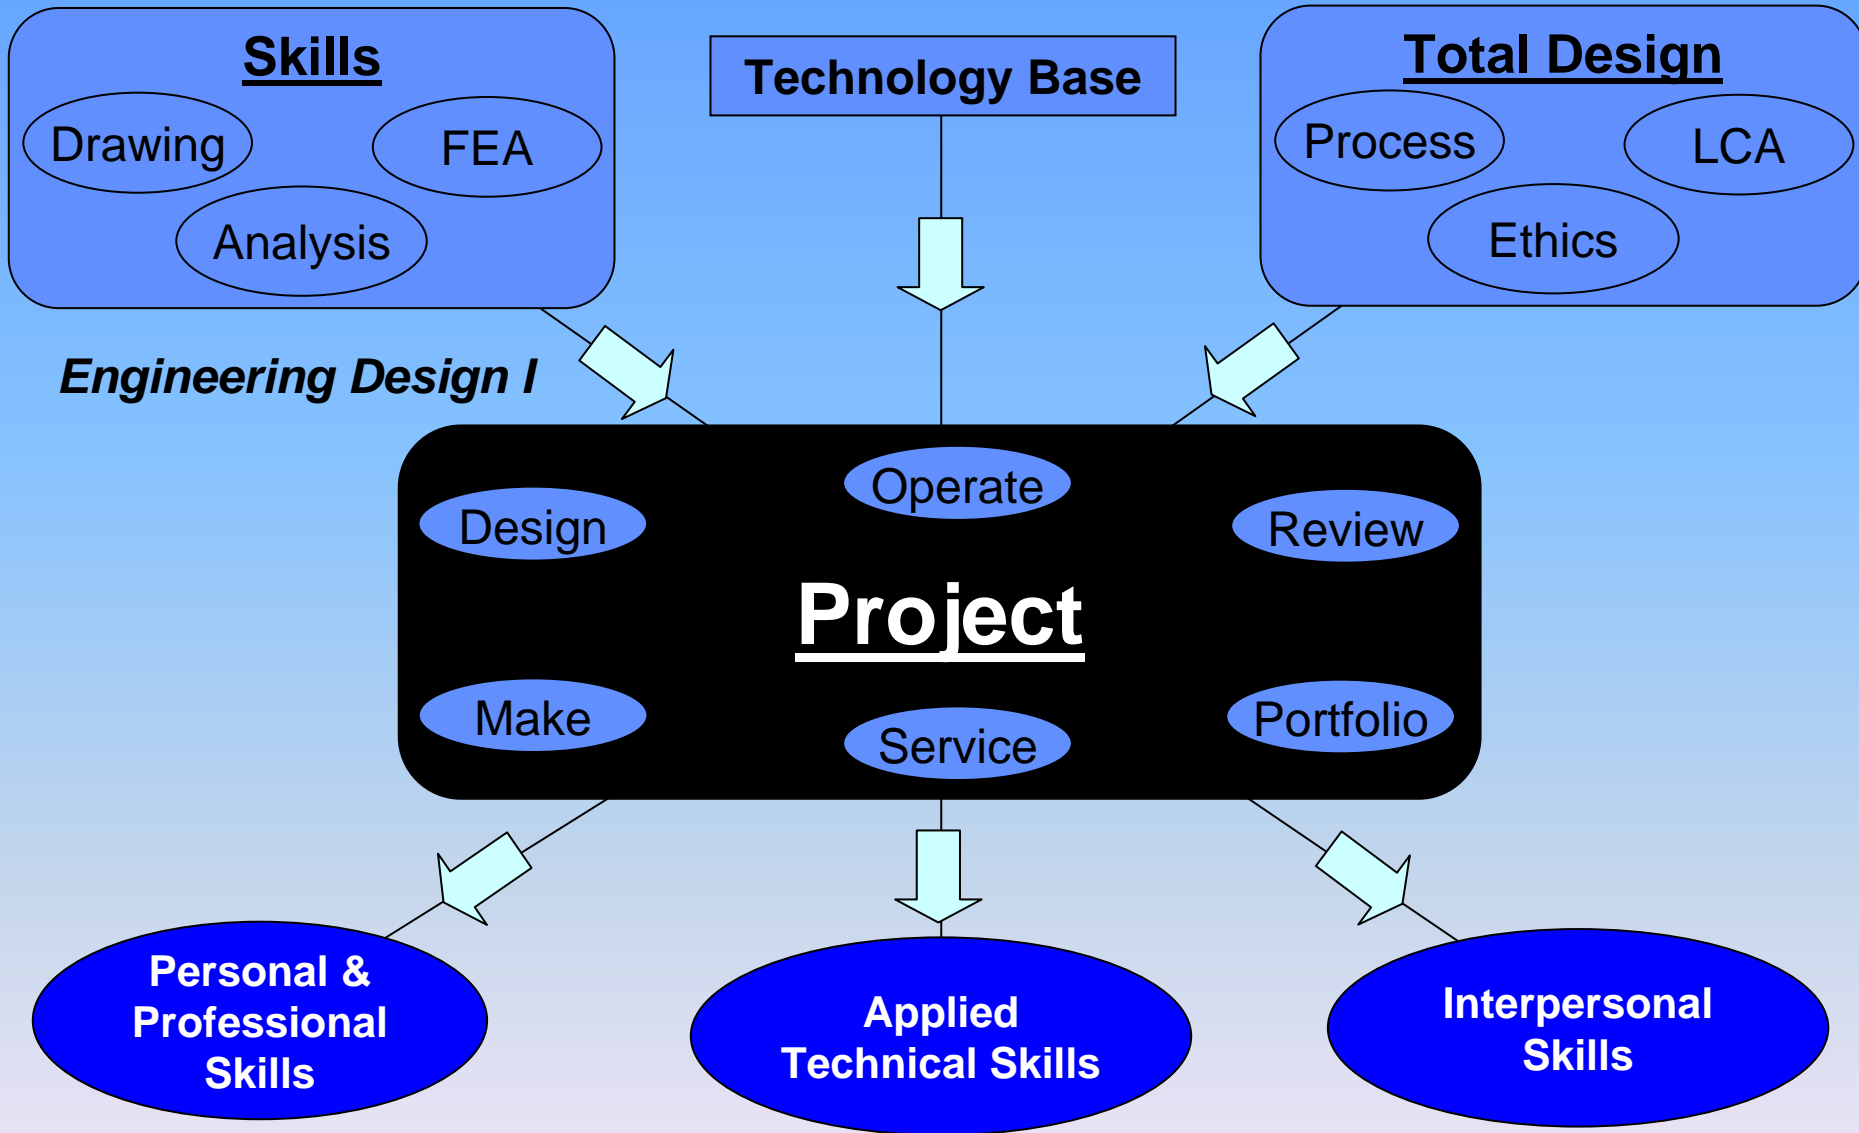 Skills
Drawing
FEA
Analysis
Technology Base
Total Design
Process
LCA
Ethics
Engineering Design I
Operate
Design
Review
Project
Make
Service
Portfolio
Personal &
Professional
Skills
Applied
Technical Skills
Interpersonal
Skills